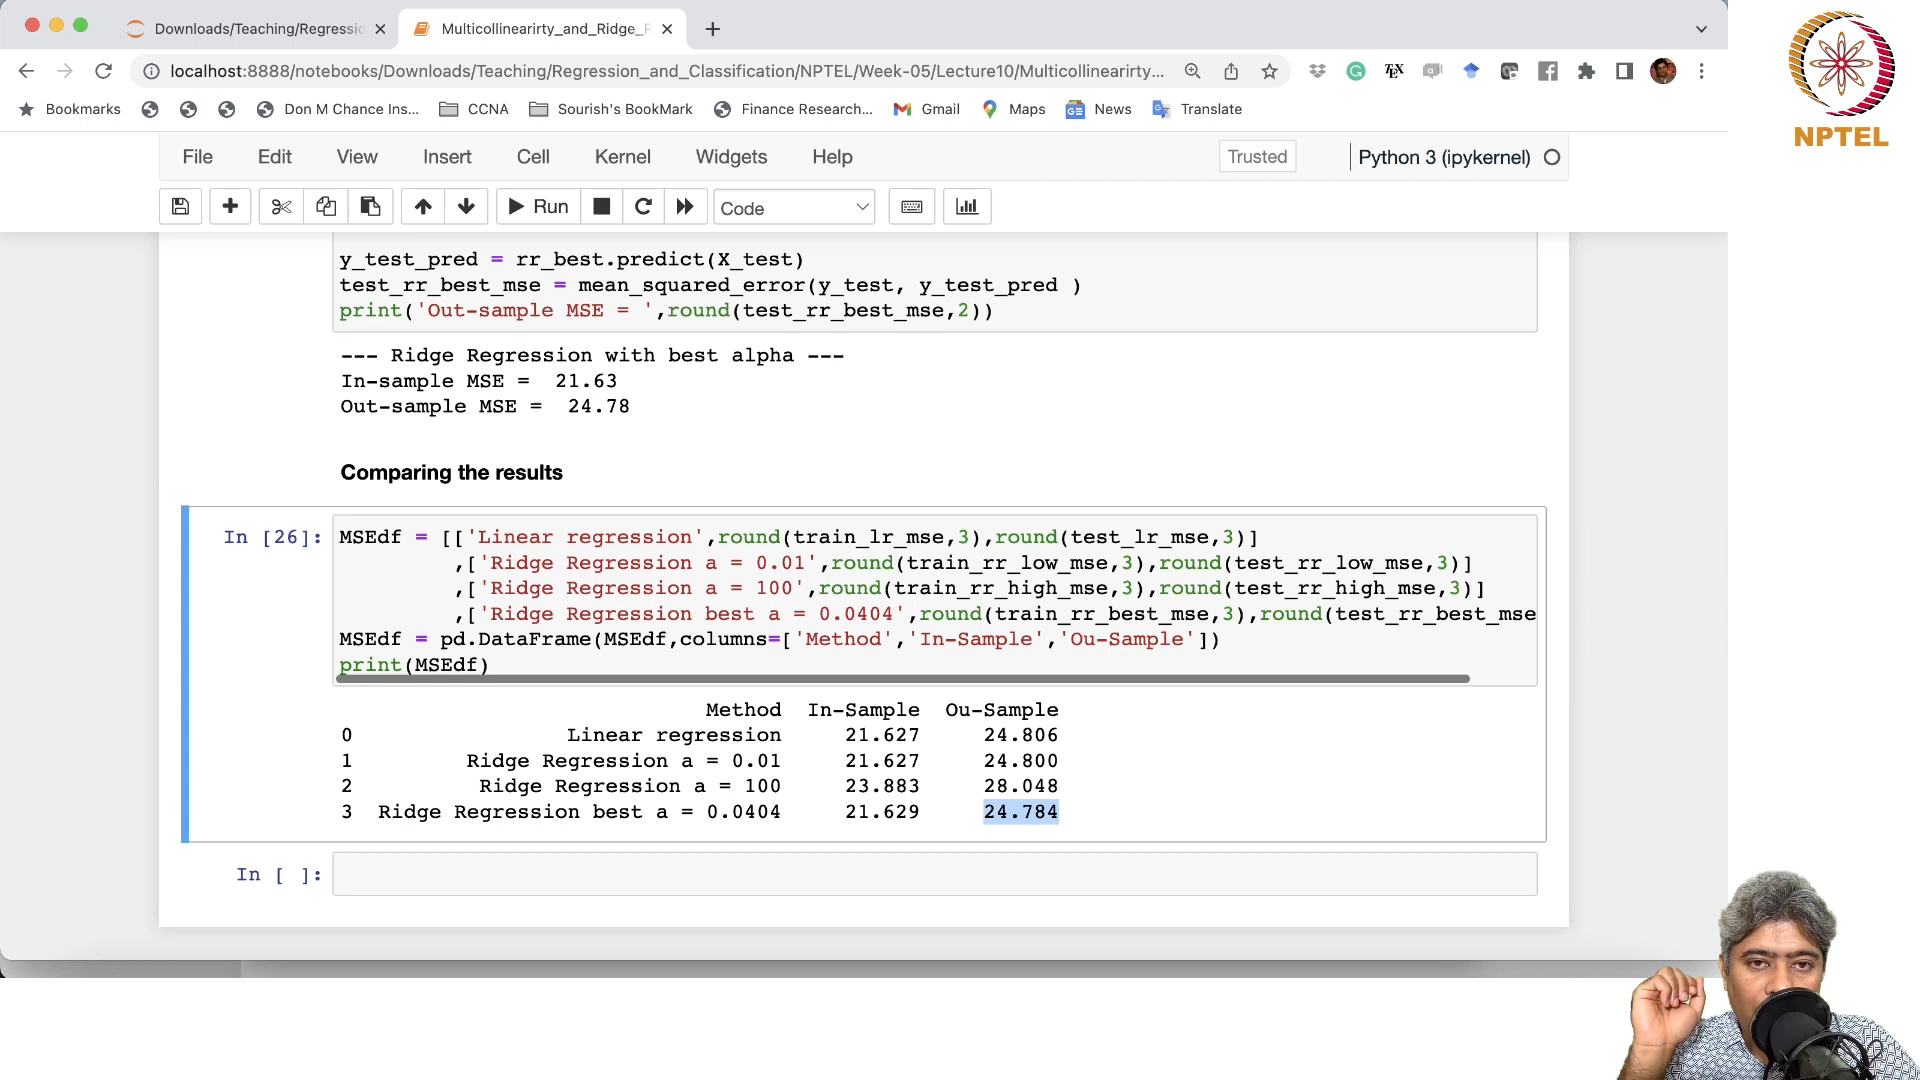 Downloads/Teaching/Regressio
Multicollinearirty_and_Ridge_R
localhost:8888/notebooks/Downloads/Teaching/Regression_and_Classification/NPTEL/Week-05/Lecture10/Multicollinearirty...
Bookmarks Don M Chance Ins... CCNA Sourish's BookMark Finance Research... Gmail Maps News Translate
NPTEL
File Edit View Insert Cell Kernel Widgets Help Trusted Python 3 (ipykernel)
Run Code
y_test_pred = rr_best.predict(X_test)
test_rr_best_mse = mean_squared_error(y_test, y_test_pred )
print('Out-sample MSE = ',round(test_rr_best_mse,2))
--- Ridge Regression with best alpha ---
In-sample MSE =  21.63
Out-sample MSE =  24.78
Comparing the results
In [26]: MSEdf = [['Linear regression',round(train_lr_mse,3),round(test_lr_mse,3)]
,['Ridge Regression a = 0.01',round(train_rr_low_mse,3),round(test_rr_low_mse,3)]
,['Ridge Regression a = 100',round(train_rr_high_mse,3),round(test_rr_high_mse,3)]
,['Ridge Regression best a = 0.0404',round(train_rr_best_mse,3),round(test_rr_best_mse
MSEdf = pd.DataFrame(MSEdf,columns=['Method','In-Sample','Ou-Sample'])
print(MSEdf)
Method In-Sample Ou-Sample
0 Linear regression 21.627 24.806
1 Ridge Regression a = 0.01 21.627 24.800
2 Ridge Regression a = 100 23.883 28.048
3 Ridge Regression best a = 0.0404 21.629 24.784
In [ ]: